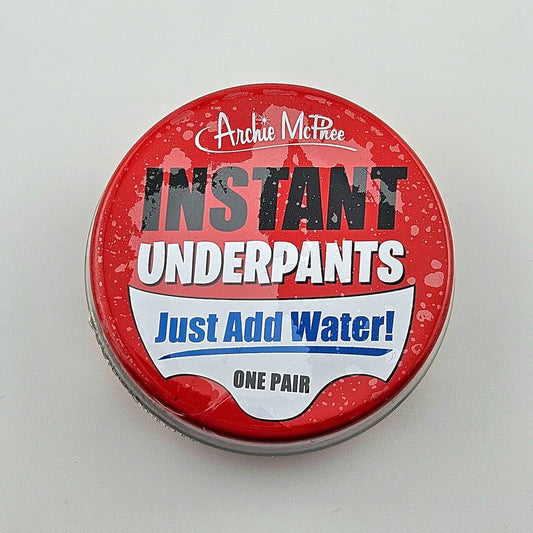 Archie McPhee
INSTANT
UNDERPANTS
Just Add Water!
ONE PAIR